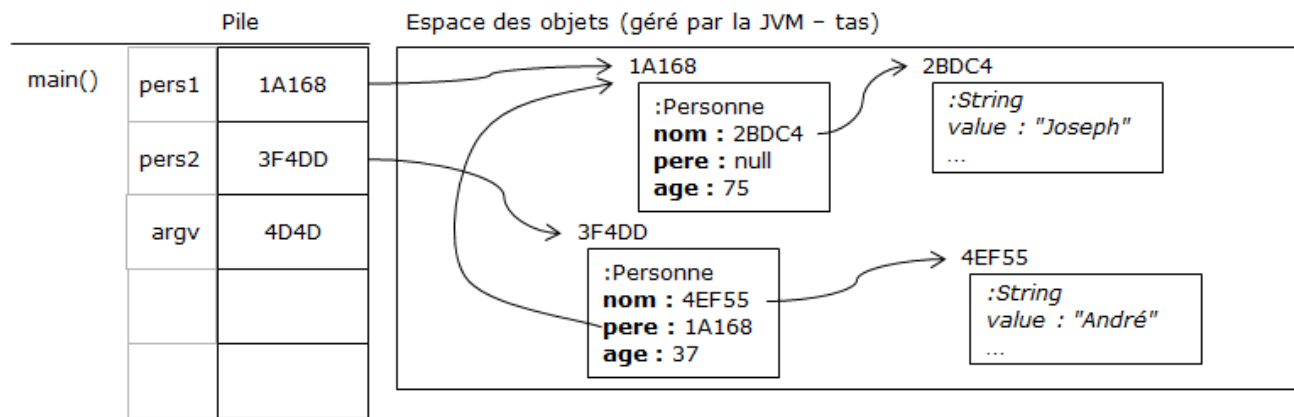 Pile
Espace des objets (géré par la JVM – tas)
main()
pers1
1A168
pers2
3F4DD
argv
4D4D
1A168
:Personne
nom : 2BDC4
pere : null
age : 75
2BDC4
:String
value : "Joseph"
...
3F4DD
:Personne
nom : 4EF55
pere : 1A168
age : 37
4EF55
:String
value : "André"
...